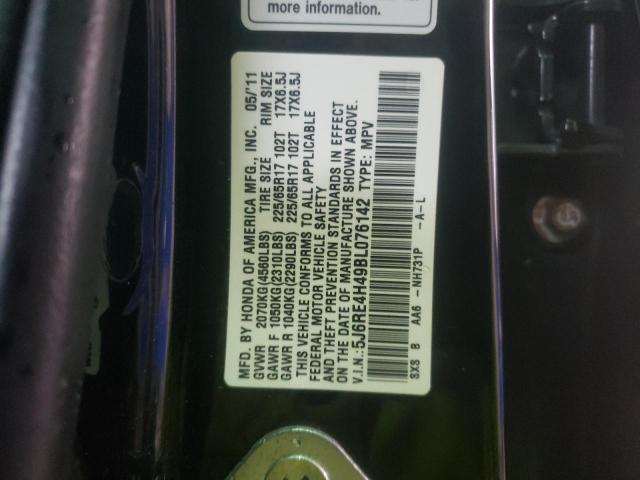 more information.
MFD. BY HONDA OF AMERICA MFG., INC. 05/'11
GVWR 2070KG(4560LBS) TIRE SIZE RIM SIZE
GAWR F 1050KG(2310LBS) 225/65R17 102T 17X6.5J
GAWR R 1040KG(2290LBS) 225/65R17 102T 17X6.5J
THIS VEHICLE CONFORMS TO ALL APPLICABLE
FEDERAL MOTOR VEHICLE SAFETY
AND THEFT PREVENTION STANDARDS IN EFFECT
ON THE DATE OF MANUFACTURE SHOWN ABOVE.
V.I.N.: 5J6RE4H49BL076142 TYPE: MPV
SXS B AA6 -NH731P -A-L